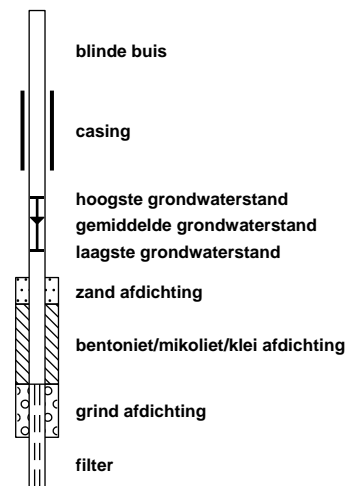 blinde buis
casing
hoogste grondwaterstand
gemiddelde grondwaterstand
laagste grondwaterstand
zand afdichting
bentoniet/mikoliet/klei afdichting
grind afdichting
filter